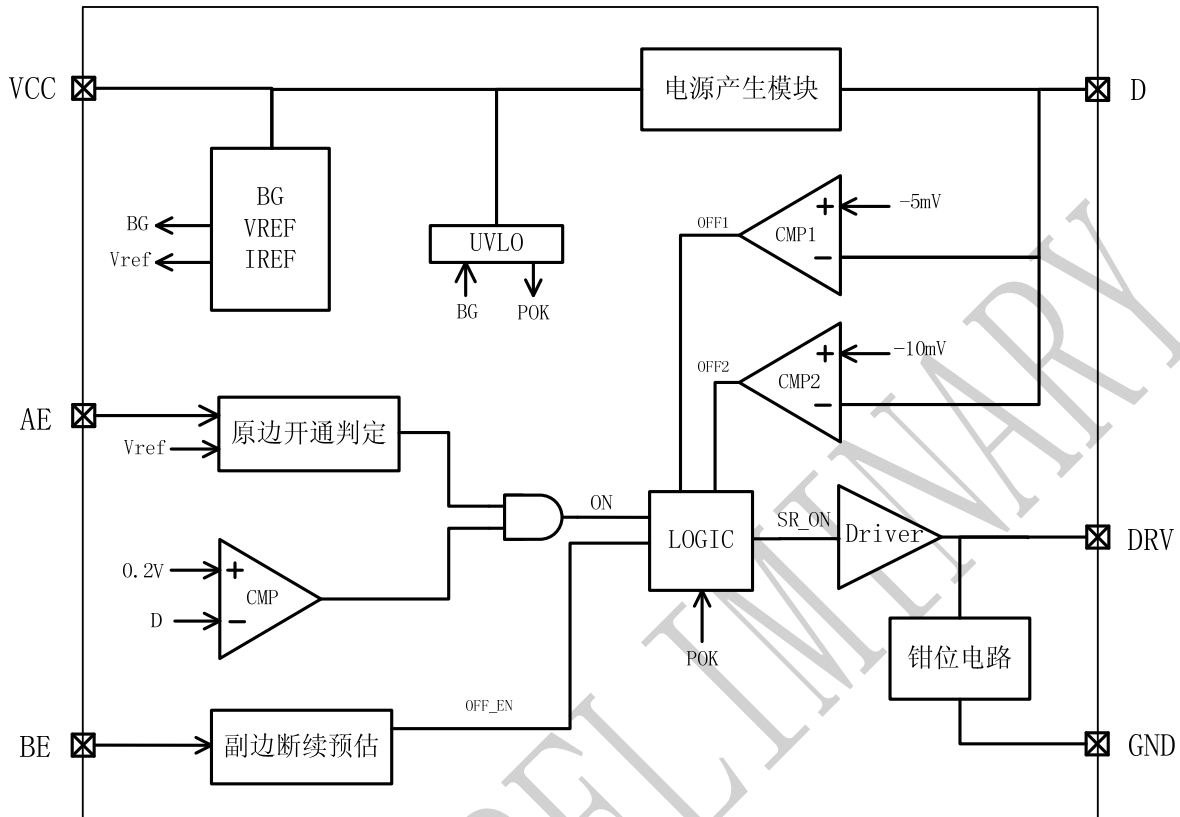 VCC
电源产生模块
D
BG
VREF
IREF
BG
Vref
UVLO
BG
POK
OFF1
+
CMP1
−
-5mV
OFF2
+
CMP2
−
-10mV
AE
Vref
原边开通判定
ON
0.2V
D
+
CMP
−
LOGIC
POK
SR_ON
Driver
DRV
钳位电路
GND
BE
副边断续预估
OFF_EN
RELIMINARY